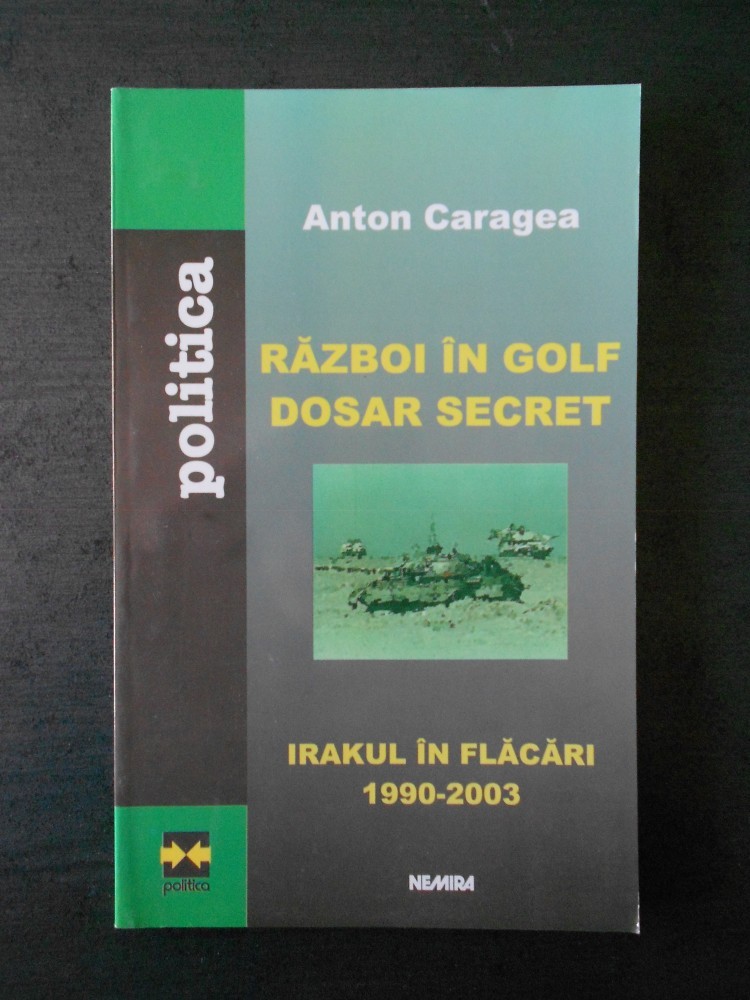 Anton Caragea
politica
RĂZBOI ÎN GOLF
DOSAR SECRET
IRAKUL ÎN FLĂCĂRI
1990-2003
politica
NEMIRA